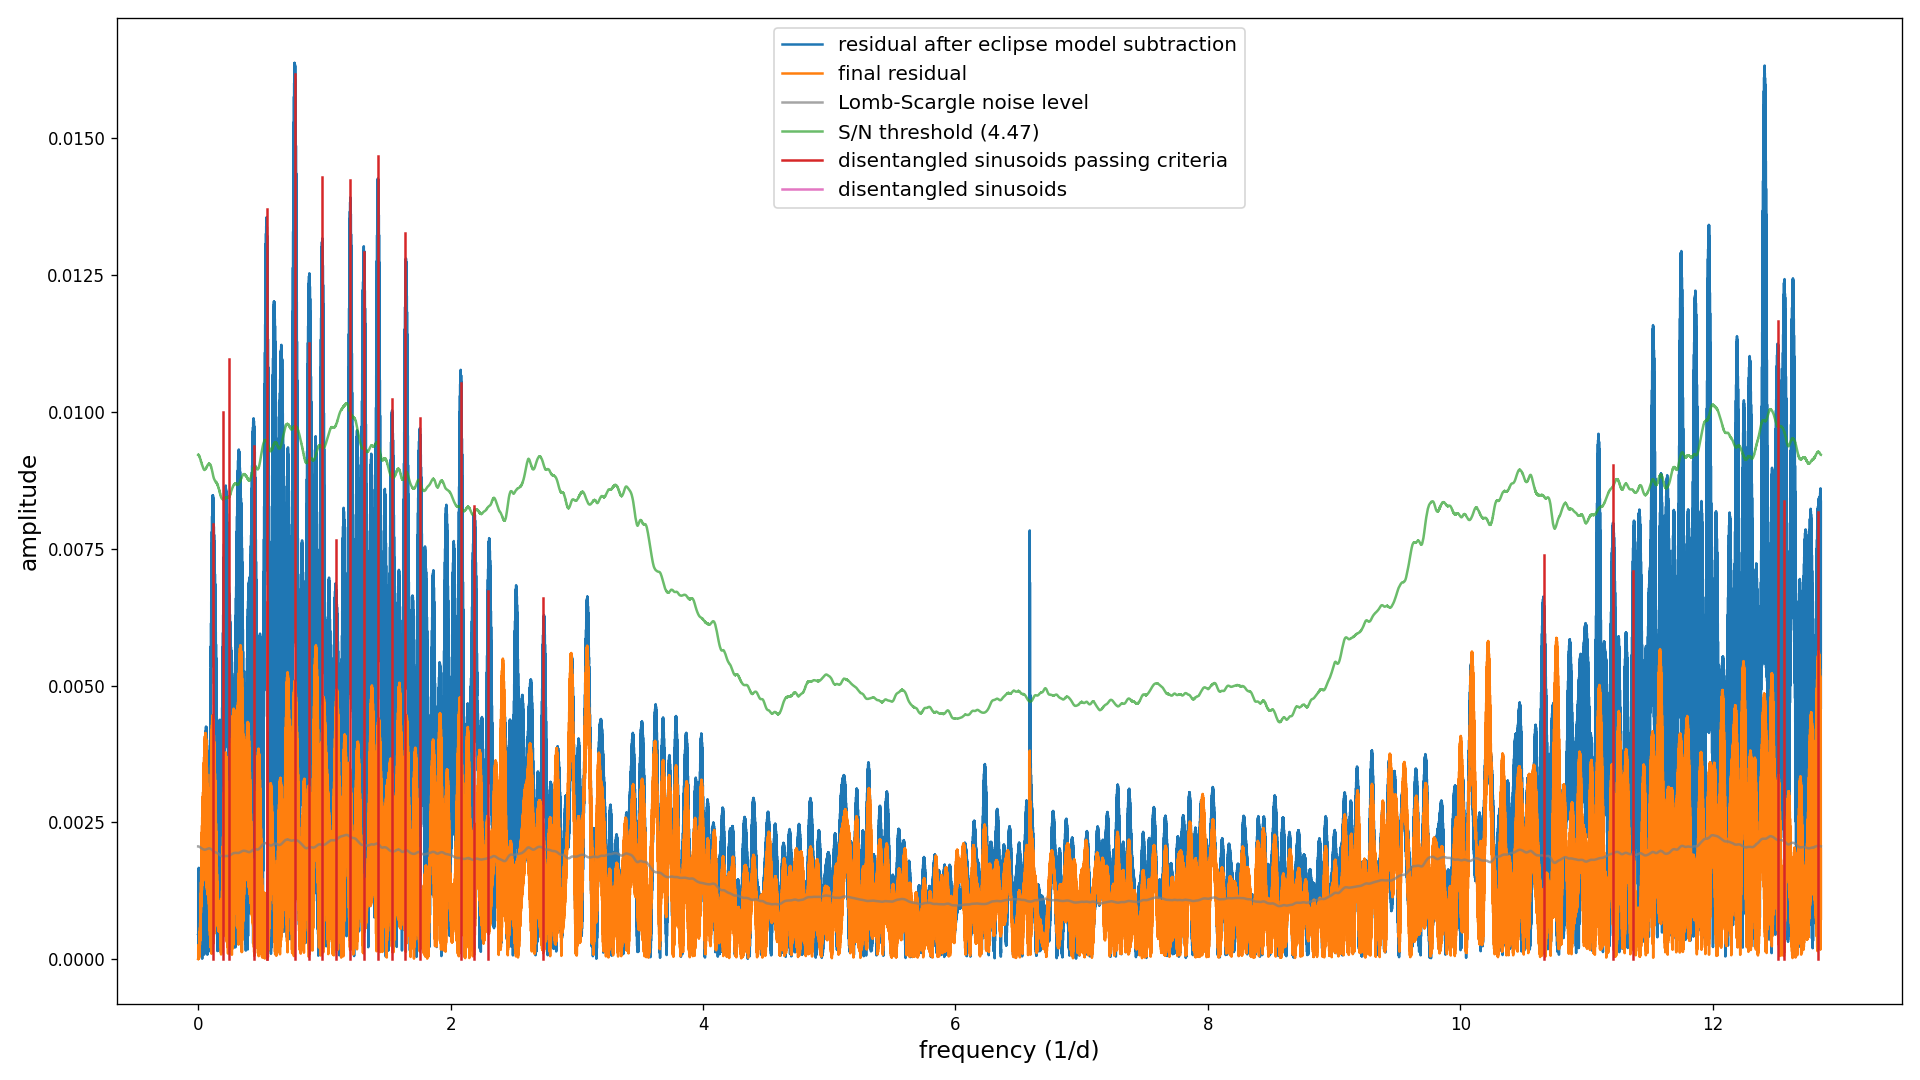 residual after eclipse model subtraction
final residual
Lomb-Scargle noise level
S/N threshold (4.47)
disentangled sinusoids passing criteria
disentangled sinusoids
amplitude
0.0150
0.0125
0.0100
0.0075
0.0050
0.0025
0.0000
0 2 4 6 8 10 12
frequency (1/d)